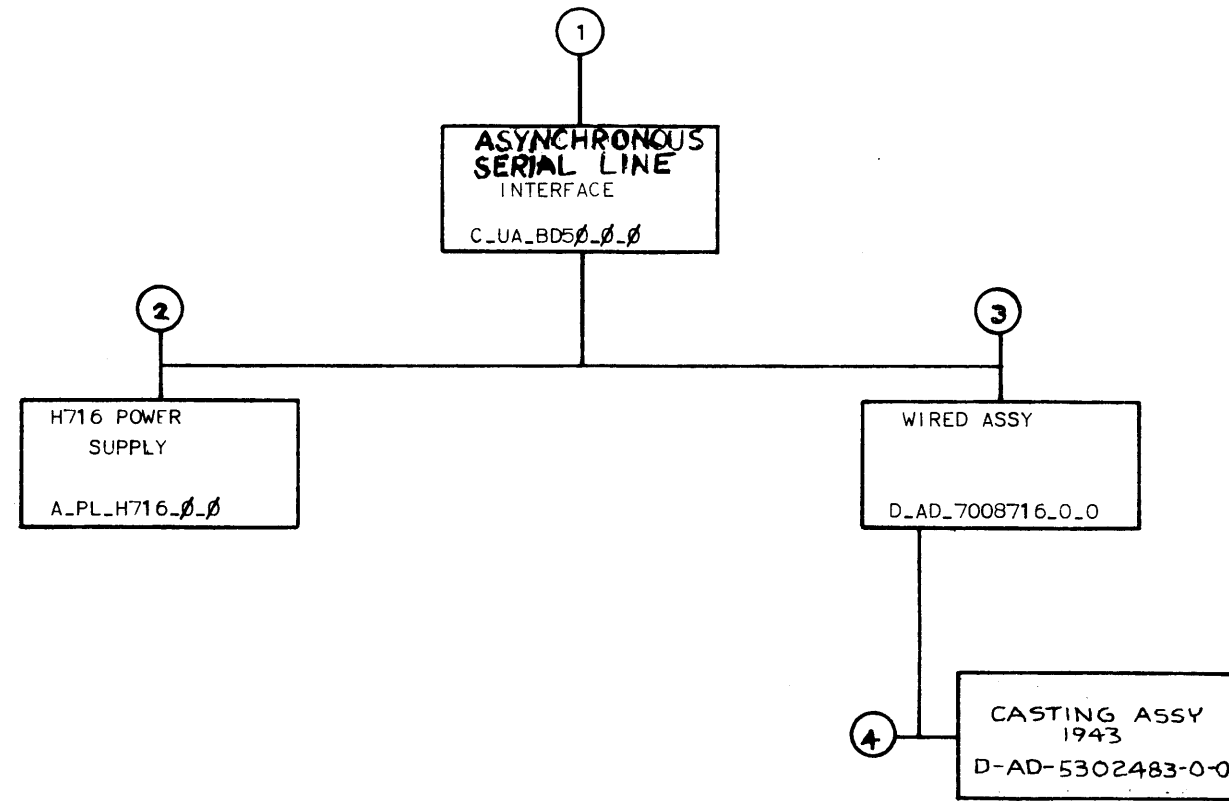 1
ASYNCHRONOUS
SERIAL LINE
INTERFACE
C_UA_BD5Ø_Ø_Ø
2
3
H716 POWER
SUPPLY
A_PL_H716_Ø_Ø
WIRED ASSY
D_AD_7008716_0_0
4
CASTING ASSY
1943
D-AD-5302483-0-0